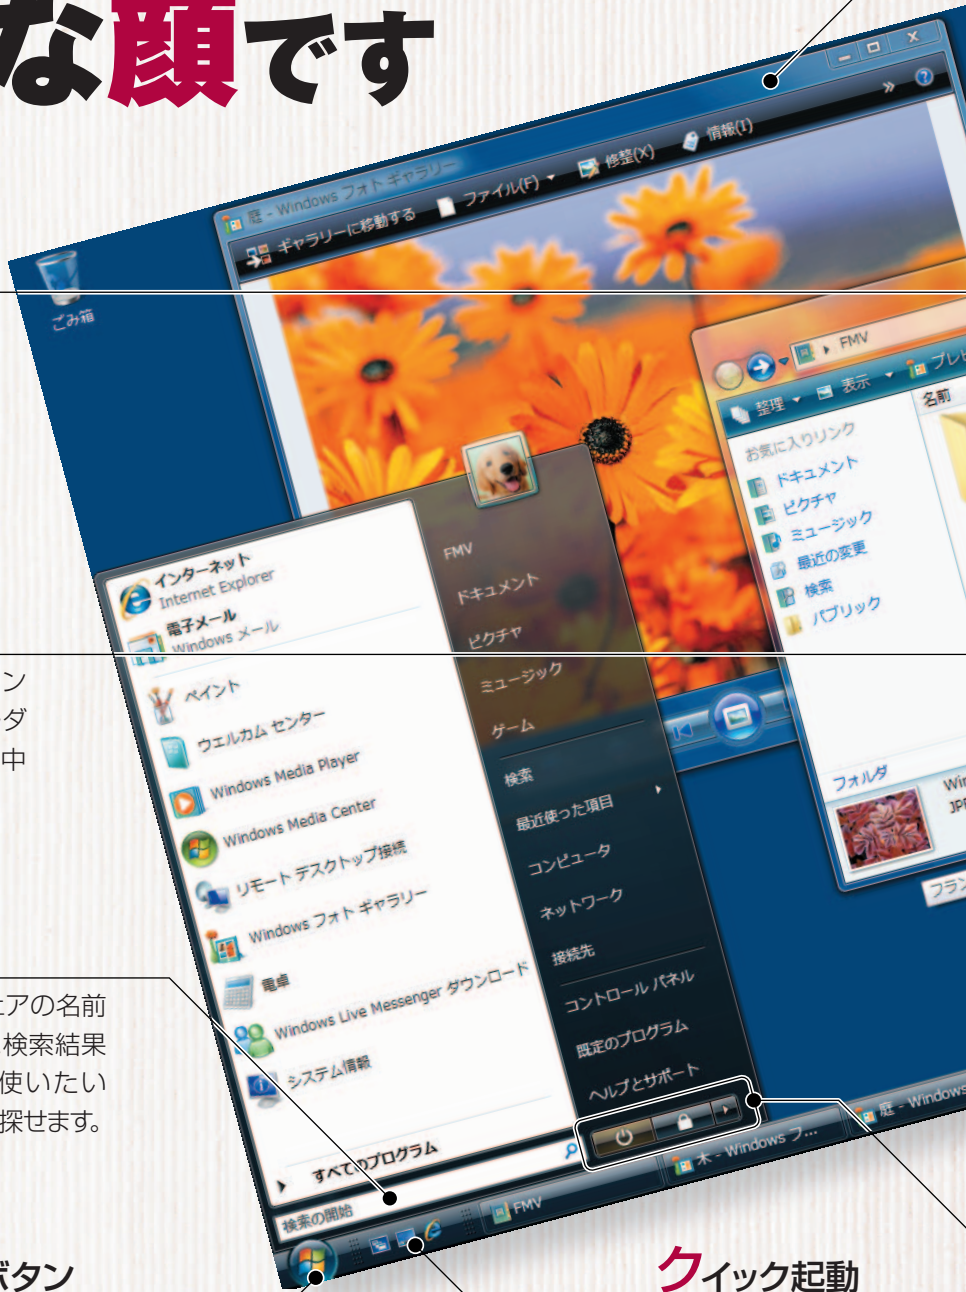 な顔です
庭 - Windows フォト ギャラリー
ギャラリーに移動する
ファイル(F)
修整(X)
情報(I)
ごみ箱
FMV
整理
表示
プレビ
お気に入りリンク
ドキュメント
ピクチャ
ミュージック
最近の変更
検索
パブリック
名前
フォルダ
Win
JPE
フラン
インターネット
Internet Explorer
電子メール
Windows メール
ペイント
ウェルカム センター
Windows Media Player
Windows Media Center
リモート デスクトップ接続
Windows フォト ギャラリー
電卓
Windows Live Messenger ダウンロード
システム情報
すべてのプログラム
検索の開始
FMV
ドキュメント
ピクチャ
ミュージック
ゲーム
検索
最近使った項目
コンピュータ
ネットワーク
接続先
コントロール パネル
既定のプログラム
ヘルプとサポート
FMV
木 - Windows フ...
庭 - Windows
ン
ダ
中
ェアの名前
検索結果
使いたい
探せます。
ボタン
クイック起動